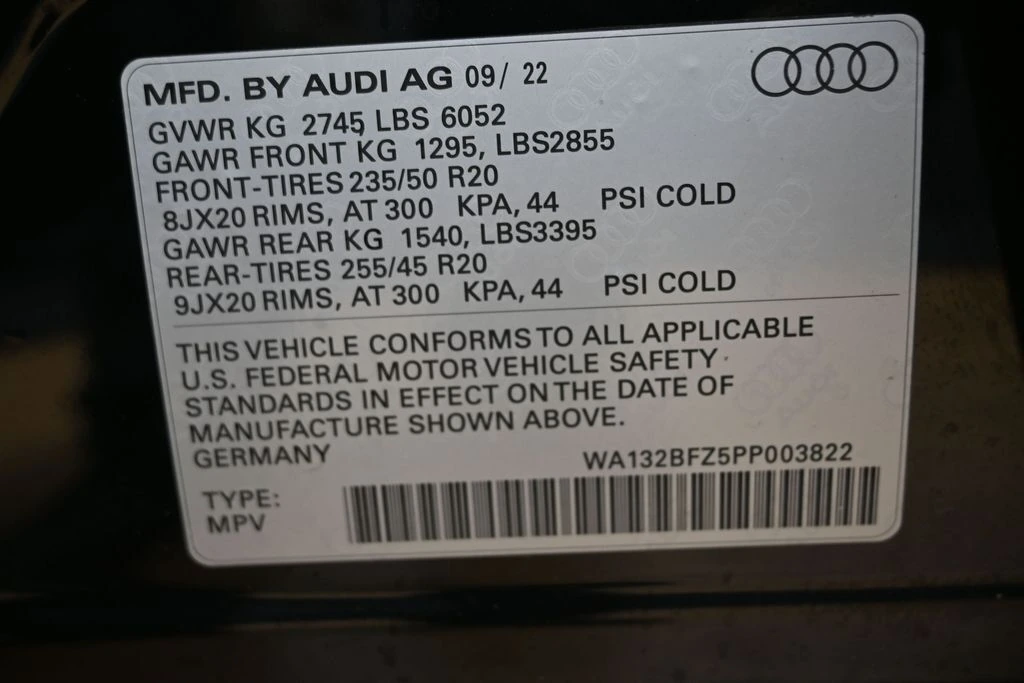 MFD. BY AUDI AG 09/ 22
GVWR KG 2745 LBS 6052
GAWR FRONT KG 1295, LBS2855
FRONT-TIRES 235/50 R20
8JX20 RIMS, AT 300 KPA, 44 PSI COLD
GAWR REAR KG 1540, LBS3395
REAR-TIRES 255/45 R20
9JX20 RIMS, AT 300 KPA, 44 PSI COLD
THIS VEHICLE CONFORMS TO ALL APPLICABLE
U.S. FEDERAL MOTOR VEHICLE SAFETY
STANDARDS IN EFFECT ON THE DATE OF
MANUFACTURE SHOWN ABOVE.
GERMANY
WA132BFZ5PP003822
TYPE:
MPV